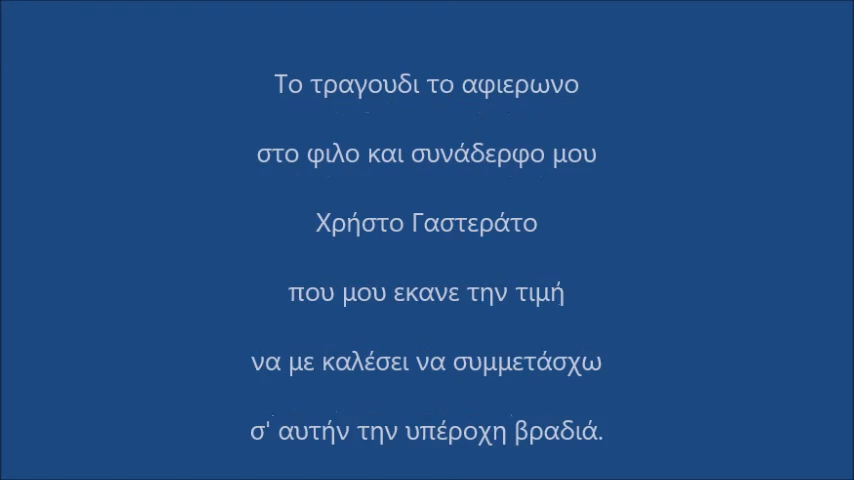 Το τραγουδι το αφιερωνο
στο φιλο και συνάδερφο μου
Χρήστο Γαστεράτο
που μου εκανε την τιμή
να με καλέσει να συμμετάσχω
σ' αυτήν την υπέροχη βραδιά.